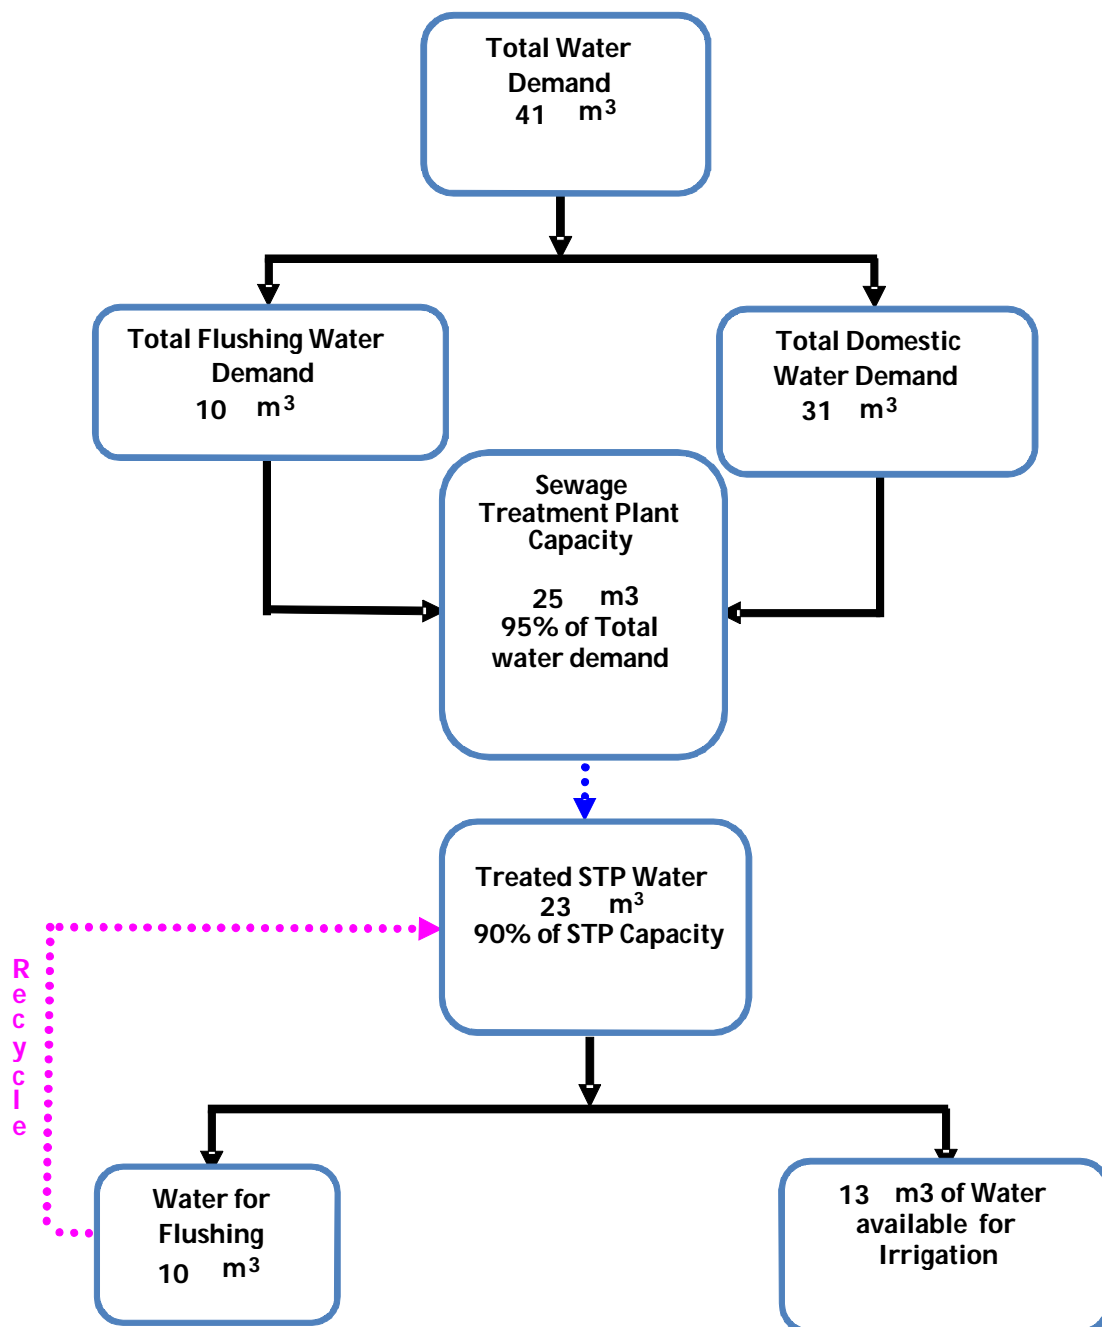 Total Water
Demand
41 m³
Total Flushing Water
Demand
10 m³
Total Domestic
Water Demand
31 m³
Sewage
Treatment Plant
Capacity
25 m3
95% of Total
water demand
Treated STP Water
23 m³
90% of STP Capacity
Recycle
Water for
Flushing
10 m³
13 m3 of Water
available for
Irrigation